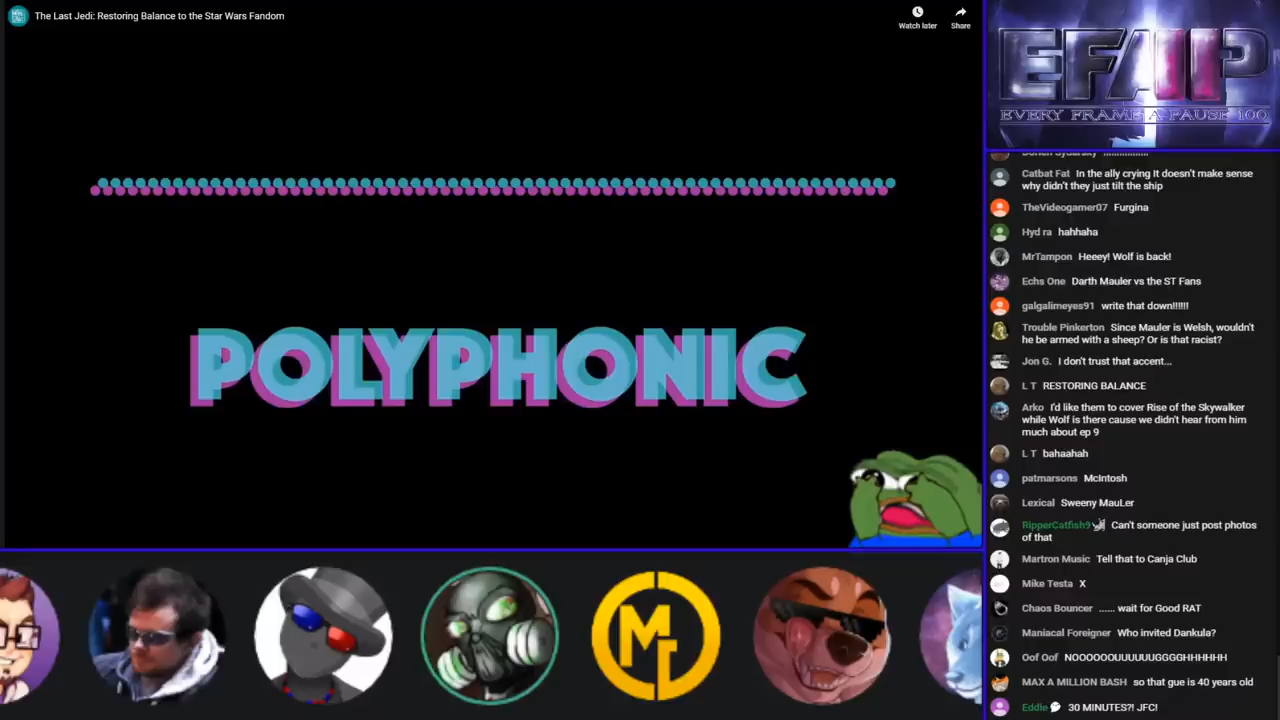 The Last Jedi: Restoring Balance to the Star Wars Fandom
Watch later
Share
POLYPHONIC
EFAP
EVERY FRAME A PAUSE 100
Catbat Fat In the ally crying It doesn't make sense
why didn't they just tilt the ship
TheVideogamer07 Furgina
Hyd ra hahhaha
MrTampon Heeey! Wolf is back!
Echs One Darth Mauler vs the ST Fans
galgalimeyes91 write that down!!!!!!
Trouble Pinkerton Since Mauler is Welsh, wouldn't
he be armed with a sheep? Or is that racist?
Jon G. I don't trust that accent...
L T RESTORING BALANCE
Arko I'd like them to cover Rise of the Skywalker
while Wolf is there cause we didn't hear from him
much about ep 9
L T bahaahah
patmarsons McIntosh
Lexical Sweeny MauLer
RipperCatfish9 Can't someone just post photos
of that
Martron Music Tell that to Canja Club
Mike Testa X
Chaos Bouncer ...... wait for Good RAT
Maniacal Foreigner Who invited Dankula?
Oof Oof NOOOOOUUUUUUGGGGHHHHHH
MAX A MILLION BASH so that gue is 40 years old
Eddie 30 MINUTES?! JFC!